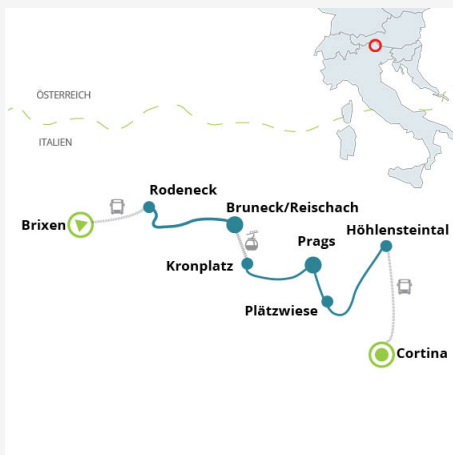 ÖSTERREICH
ITALIEN
Rodeneck
Brixen
Bruneck/Reischach
Höhlensteintal
Prags
Kronplatz
Plätzwiese
Cortina